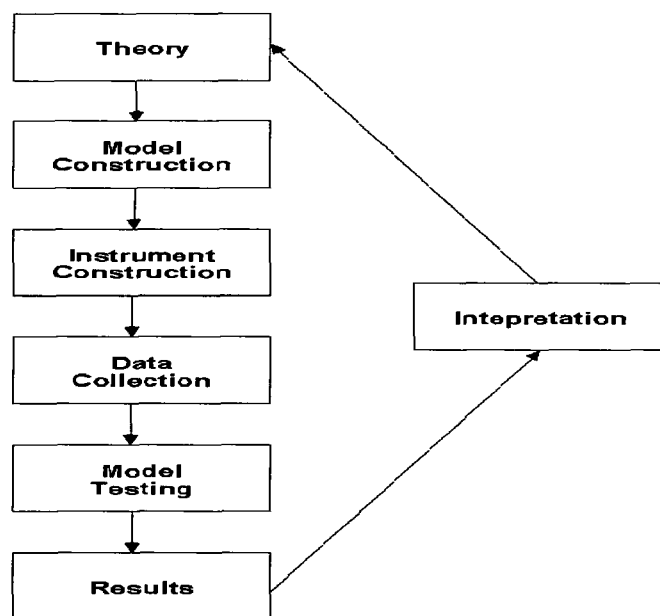 Theory
Model
Construction
Instrument
Construction
Data
Collection
Model
Testing
Results
Intepretation